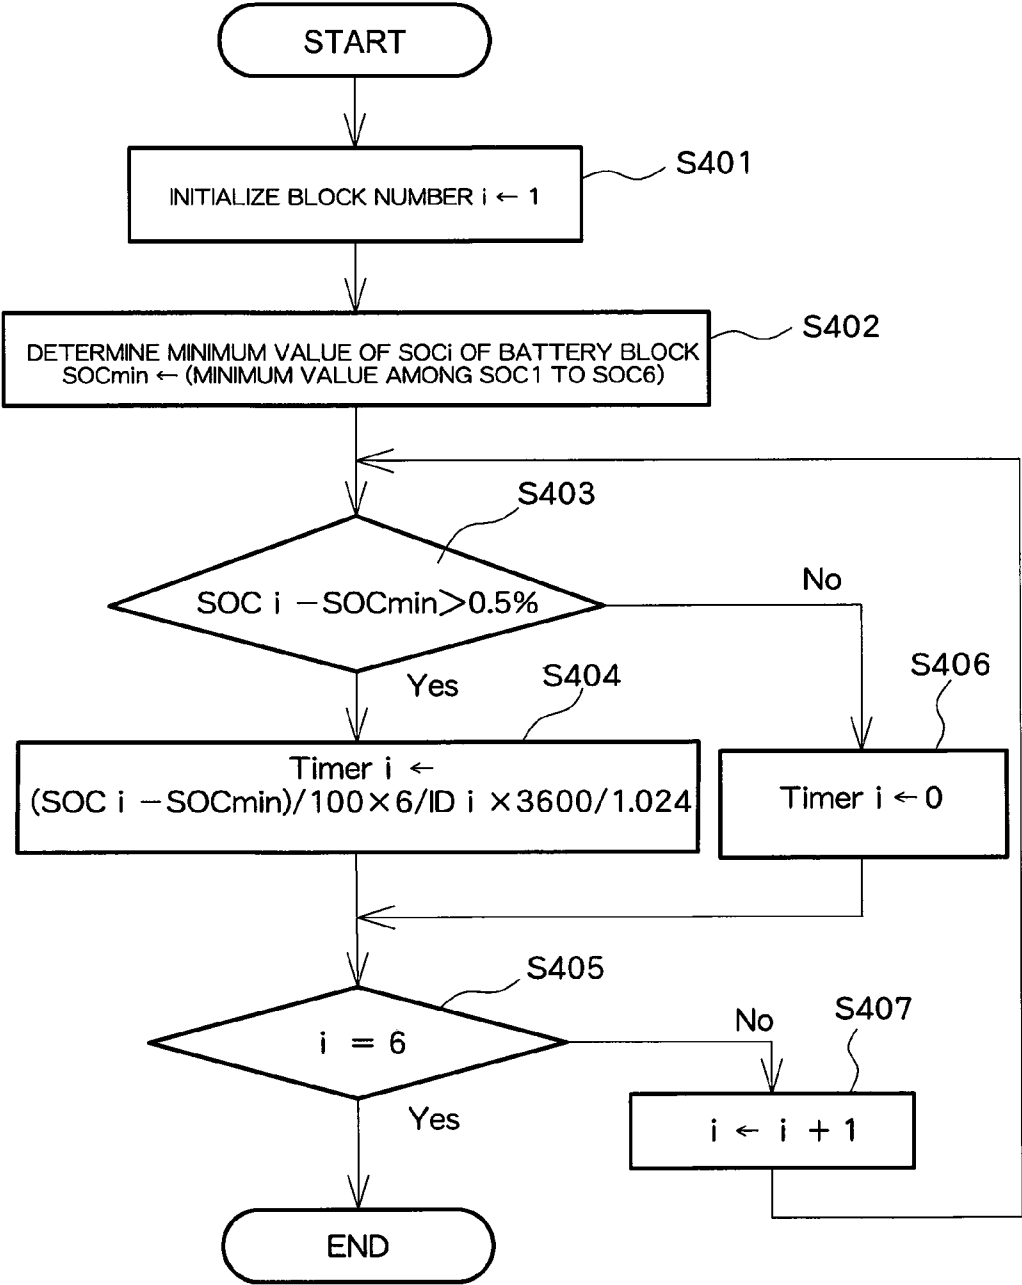 START
S401
INITIALIZE BLOCK NUMBER i ← 1
S402
DETERMINE MINIMUM VALUE OF SOCi OF BATTERY BLOCK
SOCmin ← (MINIMUM VALUE AMONG SOC1 TO SOC6)
S403
SOC i －SOCmin＞0.5%
No
Yes
S404
S406
Timer i ←
(SOC i －SOCmin)/100×6/ID i ×3600/1.024
Timer i ← 0
S405
i = 6
No
S407
Yes
i ← i + 1
END